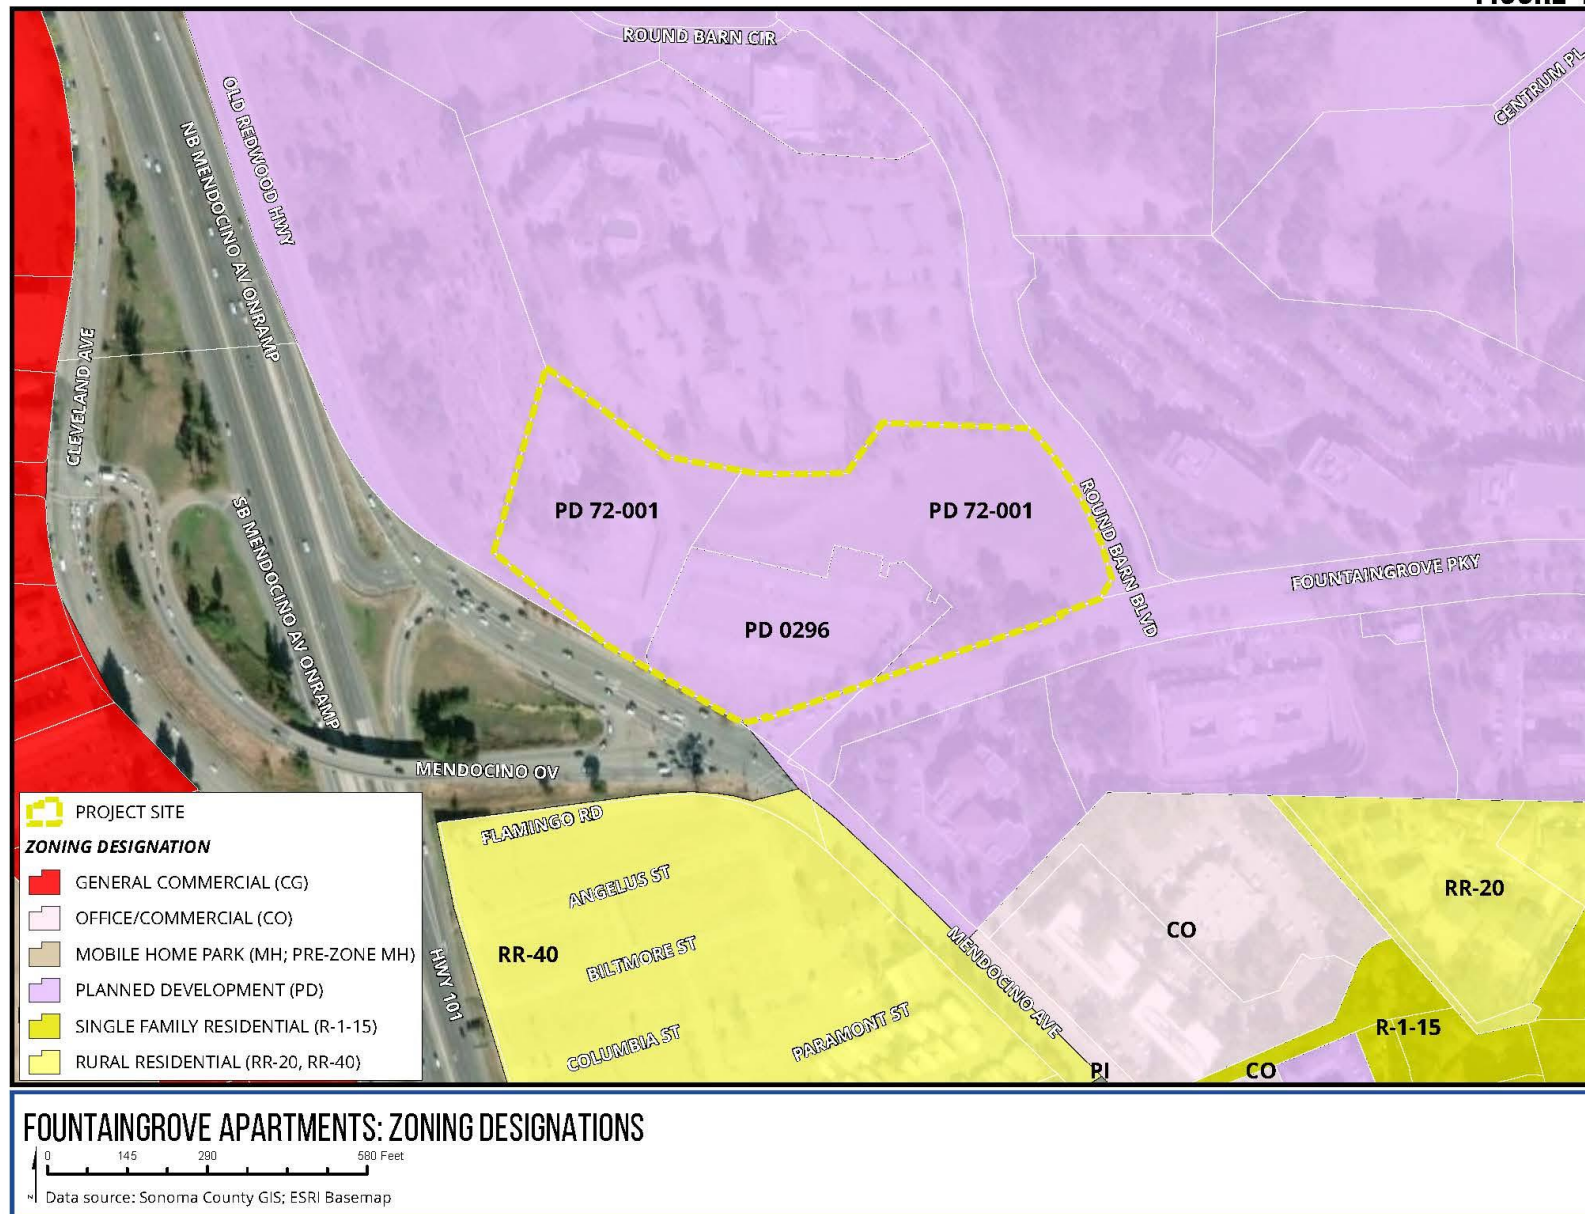 ROUND BARN CIR
CENTRUM PL
OLD REDWOOD HWY
NB MENDOCINO AV ONRAMP
CLEVELAND AVE
SB MENDOCINO AV ONRAMP
PD 72-001
PD 72-001
ROUND BARN BLVD
FOUNTAINGROVE PKY
PD 0296
MENDOCINO OV
FLAMINGO RD
ANGELUS ST
RR-40
BILTMORE ST
HWY 101
COLUMBIA ST
PARAMONT ST
MENDOCINO AVE
CO
RR-20
R-1-15
PI
CO
PROJECT SITE
ZONING DESIGNATION
GENERAL COMMERCIAL (CG)
OFFICE/COMMERCIAL (CO)
MOBILE HOME PARK (MH; PRE-ZONE MH)
PLANNED DEVELOPMENT (PD)
SINGLE FAMILY RESIDENTIAL (R-1-15)
RURAL RESIDENTIAL (RR-20, RR-40)
FOUNTAINGROVE APARTMENTS: ZONING DESIGNATIONS
0 145 290 580 Feet
N
Data source: Sonoma County GIS; ESRI Basemap